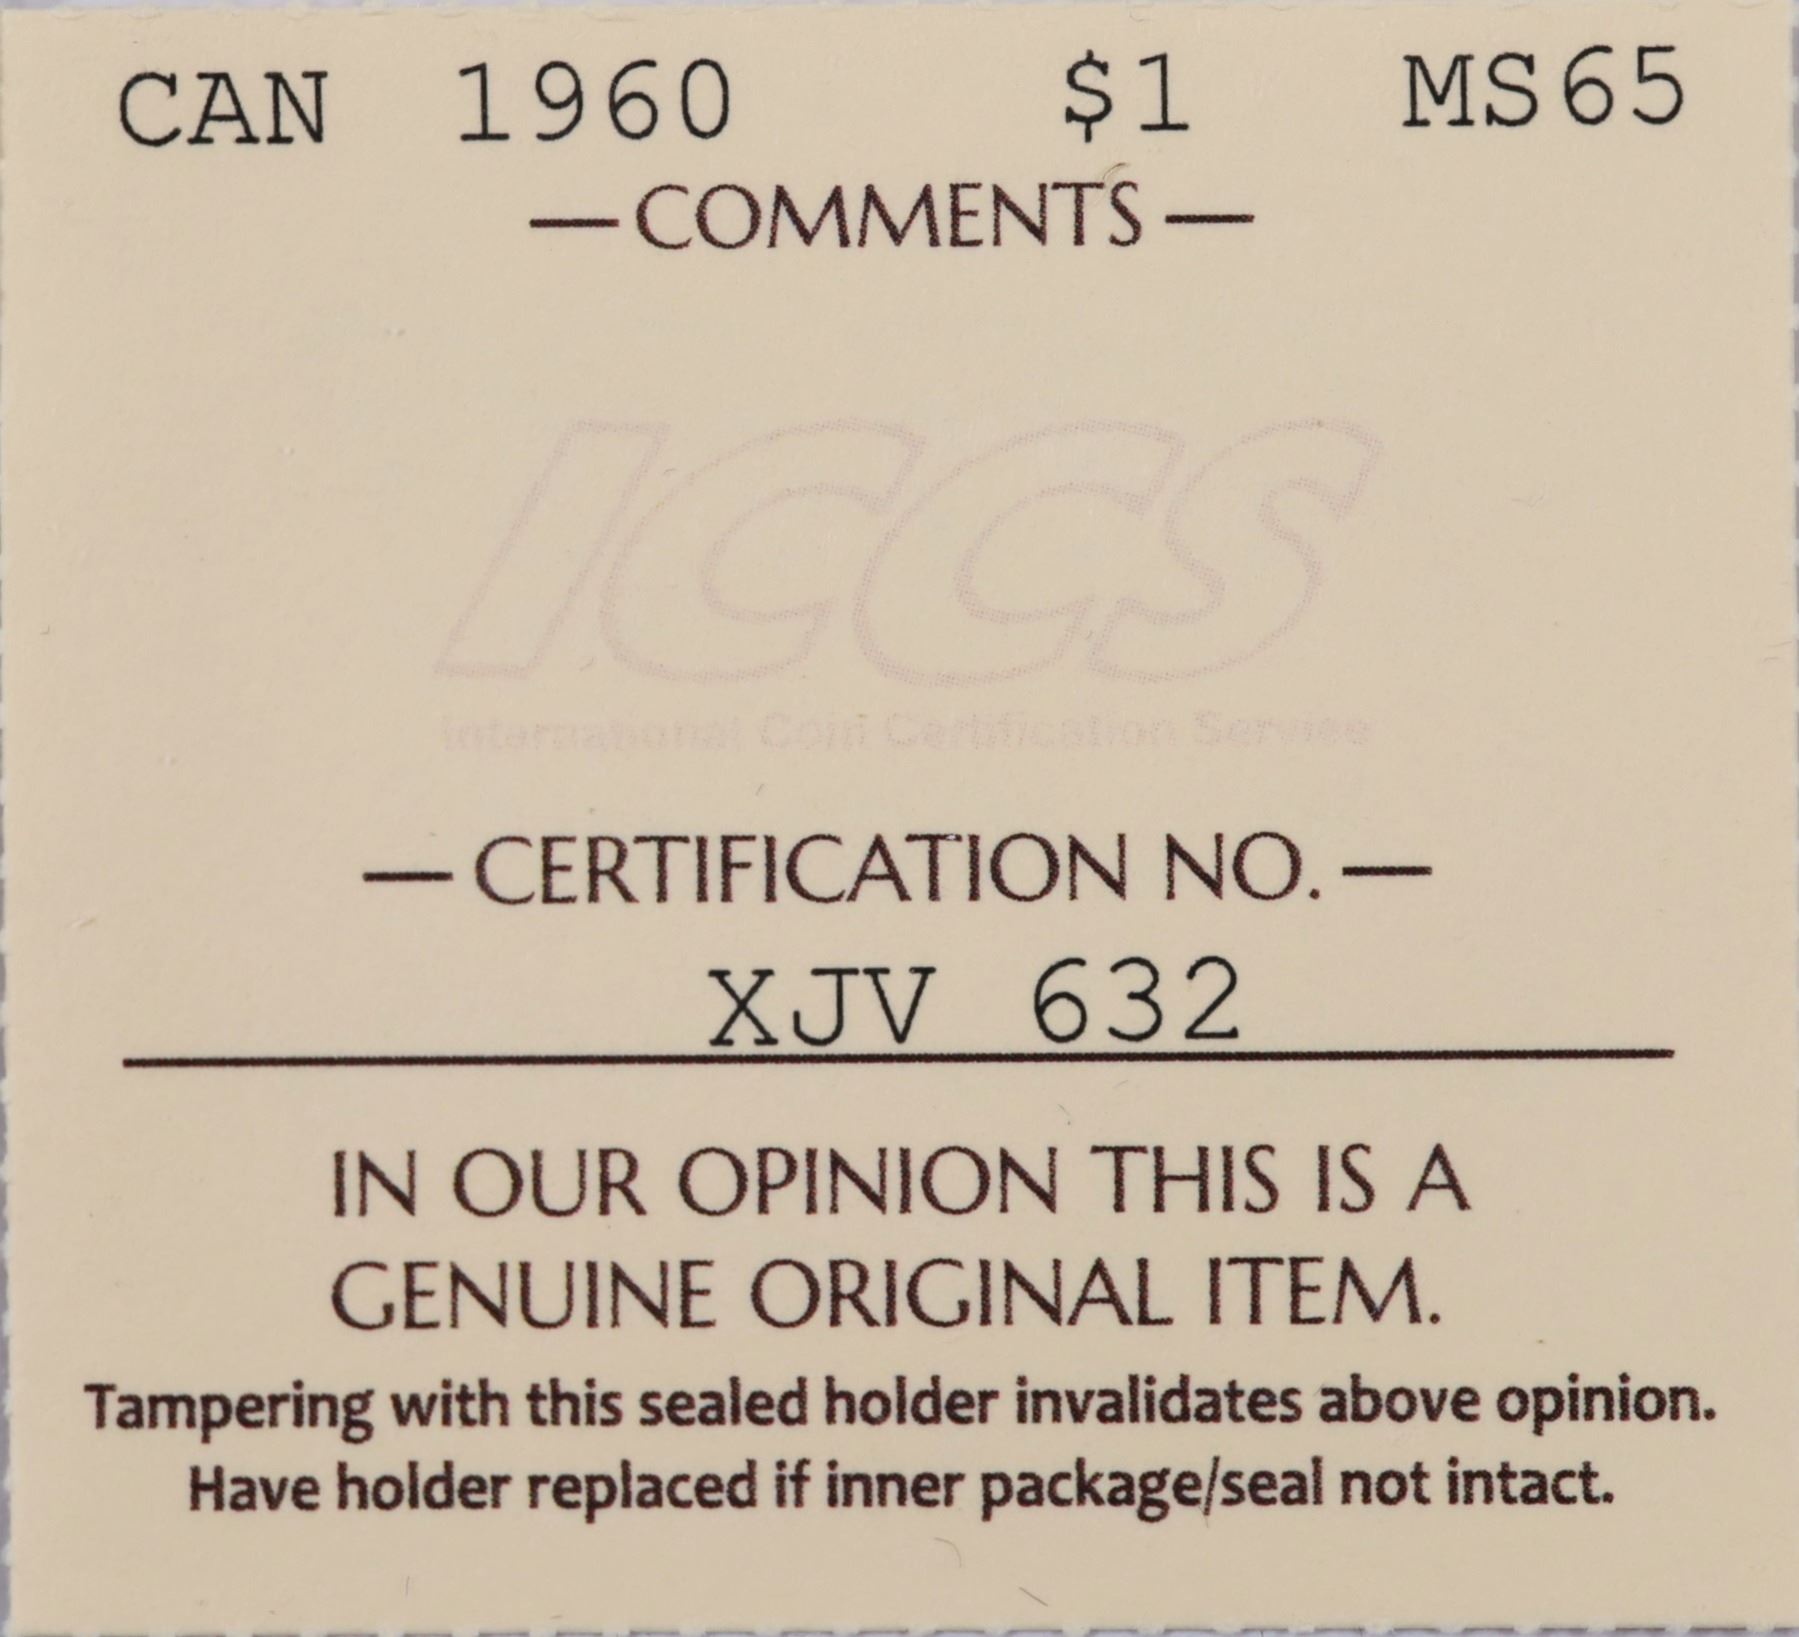 CAN 1960 $1 MS65
—COMMENTS—
ICCS
International Coin Certification Service
—CERTIFICATION NO.—
XJV 632
IN OUR OPINION THIS IS A
GENUINE ORIGINAL ITEM.
Tampering with this sealed holder invalidates above opinion.
Have holder replaced if inner package/seal not intact.